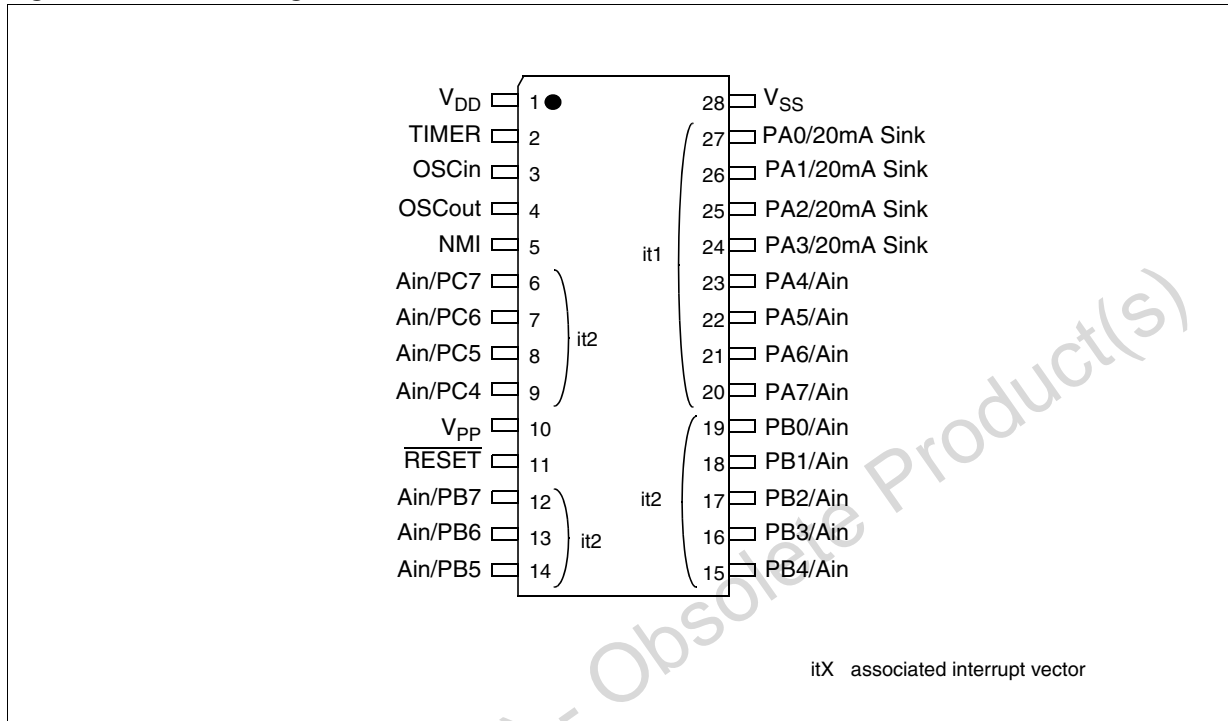 V_DD 1 28 V_SS
TIMER 2 27 PA0/20mA Sink
OSCin 3 26 PA1/20mA Sink
OSCout 4 25 PA2/20mA Sink
NMI 5 24 PA3/20mA Sink
it1
Ain/PC7 6 23 PA4/Ain
Ain/PC6 7 22 PA5/Ain
it2
Ain/PC5 8 21 PA6/Ain
Ain/PC4 9 20 PA7/Ain
V_PP 10 19 PB0/Ain
RESET 11 18 PB1/Ain
Ain/PB7 12 it2 17 PB2/Ain
Ain/PB6 13 it2 16 PB3/Ain
Ain/PB5 14 15 PB4/Ain
itX associated interrupt vector
- Obsolete Product(s)